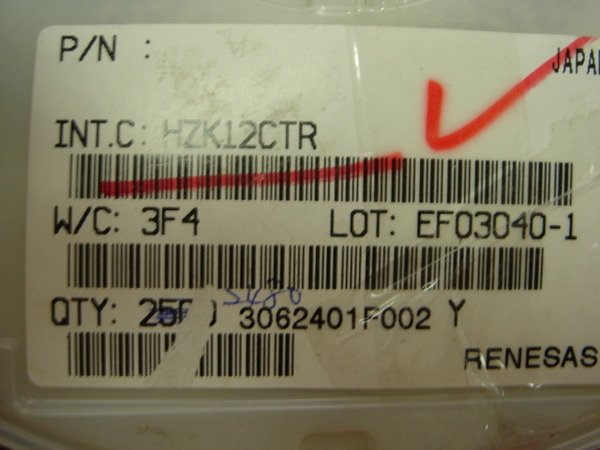 P/N :
JAPAN
INT.C: HZK12CTR
W/C: 3F4 LOT: EF03040-1
QTY: 3062401F002 Y
RENESAS